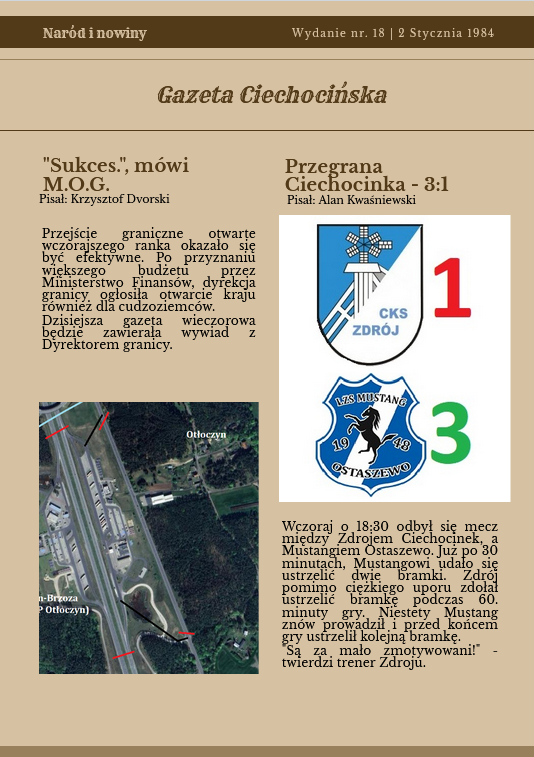 Naród i nowiny
Wydanie nr. 18 | 2 Stycznia 1984
Gazeta Ciechocińska
"Sukces.", mówi
M.O.G.
Pisał: Krzysztof Dvorski
Przejście graniczne otwarte
wczorajszego ranka okazało się
być efektywne. Po przyznaniu
większego budżetu przez
Ministerstwo Finansów, dyrekcja
granicy ogłosiła otwarcie kraju
również dla cudzoziemców.
Dzisiejsza gazeta wieczorowa
będzie zawierała wywiad z
Dyrektorem granicy.
Otłoczyn
n-Brzoza
P Otłoczyn)
Przegrana
Ciechocinka - 3:1
Pisał: Alan Kwaśniewski
CKS
ZDRÓJ
1
LZS MUSTANG
19 48
OSTASZEWO
3
Wczoraj o 18:30 odbył się mecz
między Zdrojem Ciechocinek, a
Mustangiem Ostaszewo. Już po 30
minutach, Mustangowi udało się
ustrzelić dwie bramki. Zdrój
pomimo ciężkiego uporu zdołał
ustrzelić bramkę podczas 60.
minuty gry. Niestety Mustang
znów prowadził i przed końcem
gry ustrzelił kolejną bramkę.
"Są za mało zmotywowani!" -
twierdzi trener Zdroju.